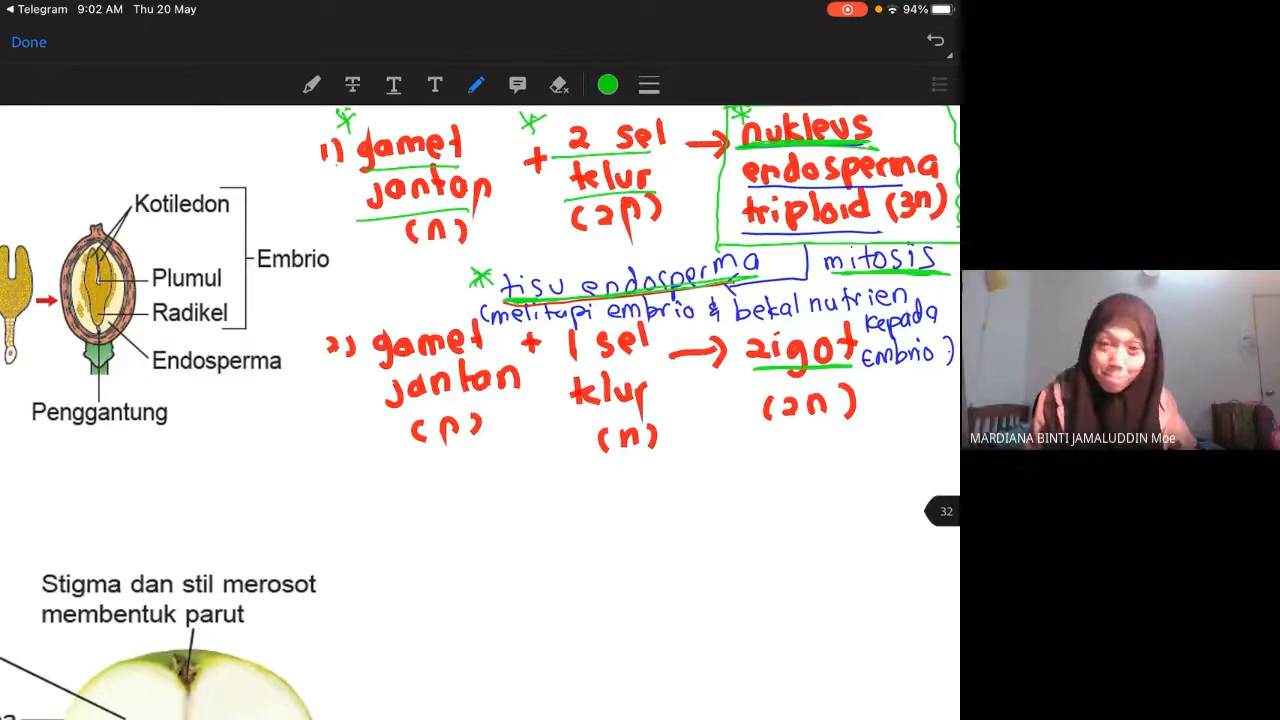 Telegram 9:02 AM Thu 20 May 94%
Done
T T T
1) gamet + 2 sel → nukleus
jantan telur endosperma
(n) (2n) triploid (3n)
Kotiledon
Embrio
Plumul
Radikel
Endosperma
Penggantung
* tisu endosperma mitosis
(melitupi embrio & bekal nutrien
kepada
embrio)
2) gamet + 1 sel → zigot
jantan telur (2n)
(n) (n)
MARDIANA BINTI JAMALUDDIN Moe
32
Stigma dan stil merosot
membentuk parut